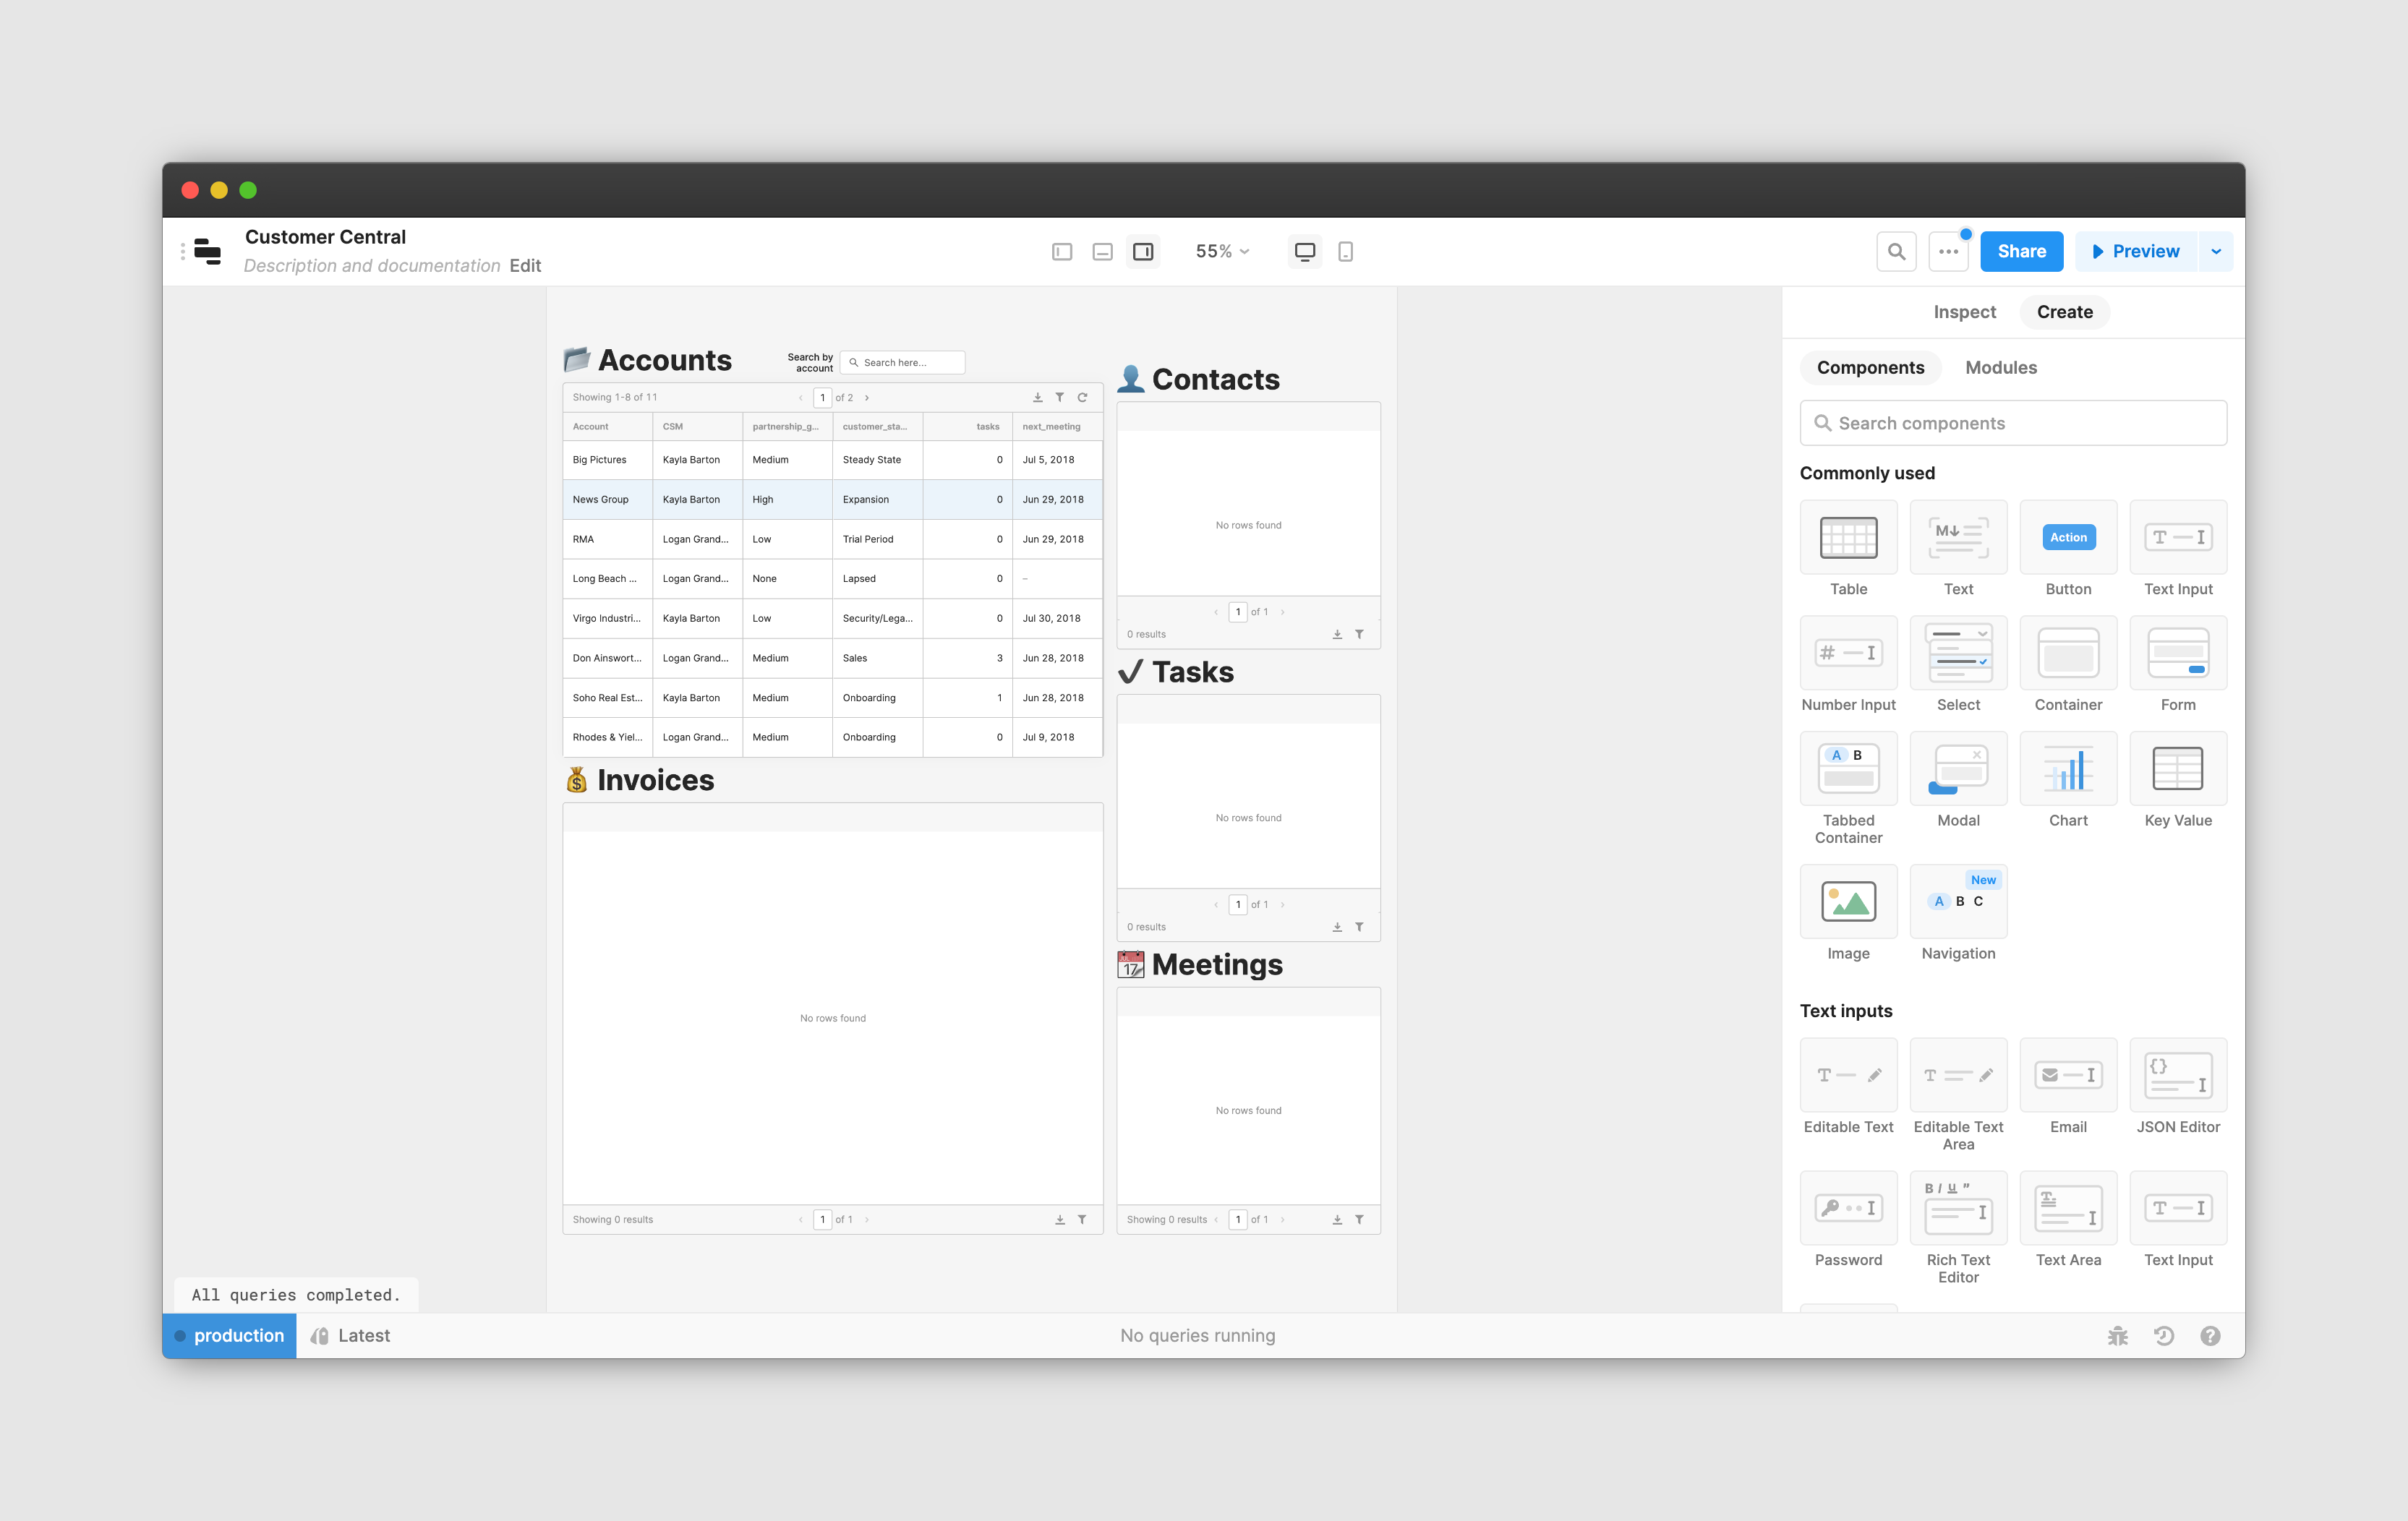 Customer Central
Description and documentation Edit
55%
Share
Preview
Inspect
Create
Accounts
Search by account
Search here...
Showing 1-8 of 11
1 of 2
Account CSM partnership_g... customer_sta... tasks next_meeting
Big Pictures Kayla Barton Medium Steady State 0 Jul 5, 2018
News Group Kayla Barton High Expansion 0 Jun 29, 2018
RMA Logan Grand... Low Trial Period 0 Jun 29, 2018
Long Beach ... Logan Grand... None Lapsed 0 –
Virgo Industri... Kayla Barton Low Security/Lega... 0 Jul 30, 2018
Don Ainswort... Logan Grand... Medium Sales 3 Jun 28, 2018
Soho Real Est... Kayla Barton Medium Onboarding 1 Jun 28, 2018
Rhodes & Yiel... Logan Grand... Medium Onboarding 0 Jul 9, 2018
Invoices
No rows found
Showing 0 results 1 of 1
Contacts
No rows found
1 of 1
0 results
Tasks
No rows found
1 of 1
0 results
JUL
17
Meetings
No rows found
Showing 0 results 1 of 1
Components
Modules
Search components
Commonly used
M
Action
T I
Table Text Button Text Input
# I
Number Input Select Container Form
A B
Tabbed Container
Modal Chart Key Value
New
A B C
Image Navigation
Text inputs
T T I {} I
Editable Text
Editable Text Area
Email JSON Editor
I B I U ” I T I T I
Password
Rich Text Editor
Text Area Text Input
All queries completed.
production
Latest
No queries running